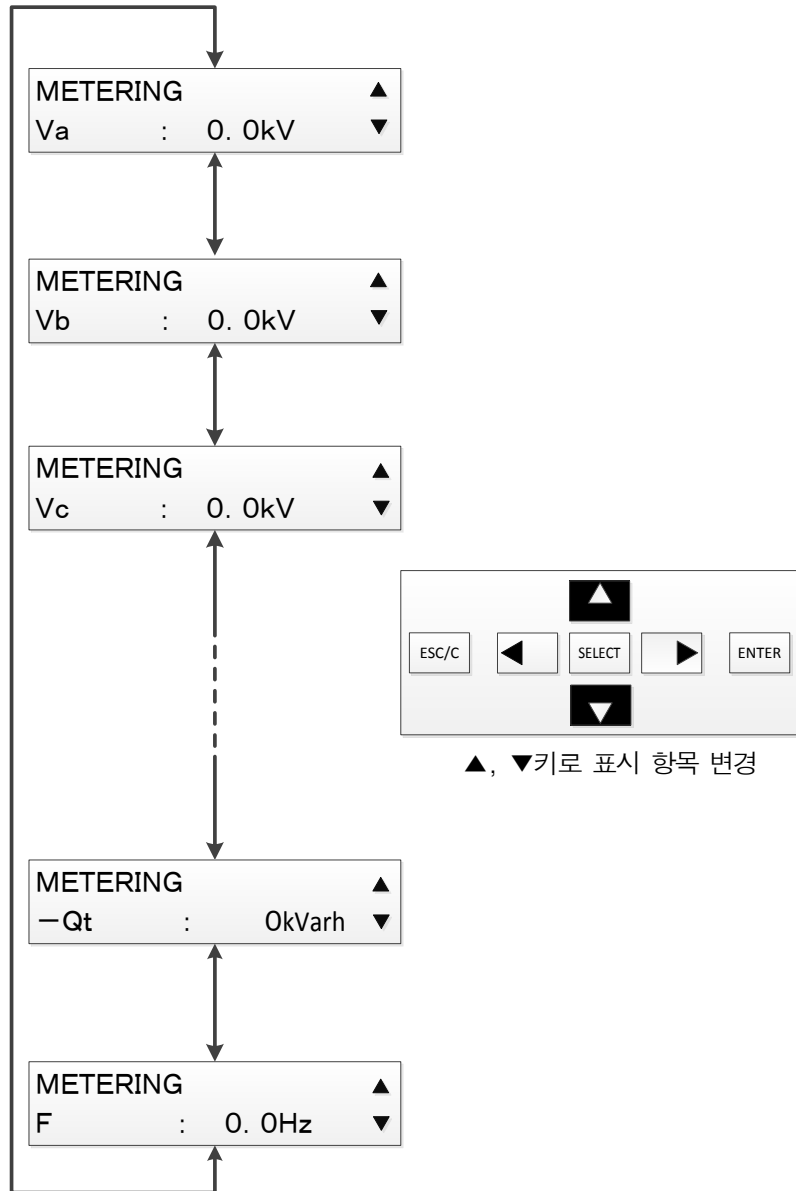 METERING ▲
Va : 0. 0kV ▼
METERING ▲
Vb : 0. 0kV ▼
METERING ▲
Vc : 0. 0kV ▼
▲
ESC/C ◀ SELECT ▶ ENTER
▼
▲, ▼키로 표시 항목 변경
METERING ▲
－Qt : 0kVarh ▼
METERING ▲
F : 0. 0Hz ▼